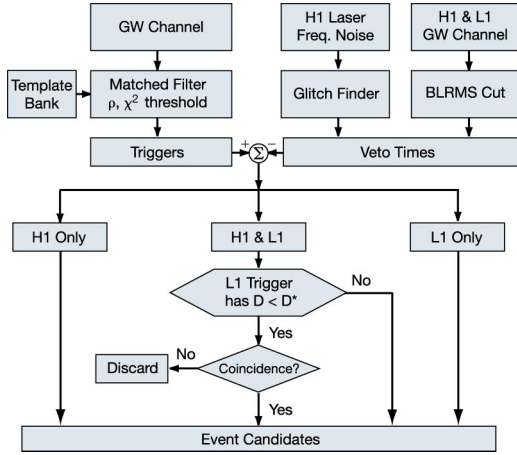 GW Channel
H1 Laser
Freq. Noise
H1 & L1
GW Channel
Template
Bank
Matched Filter
ρ, χ² threshold
Glitch Finder
BLRMS Cut
Triggers
+
Σ
−
Veto Times
H1 Only
H1 & L1
L1 Only
L1 Trigger
has D < D*
No
Yes
Discard
No
Coincidence?
Yes
Event Candidates